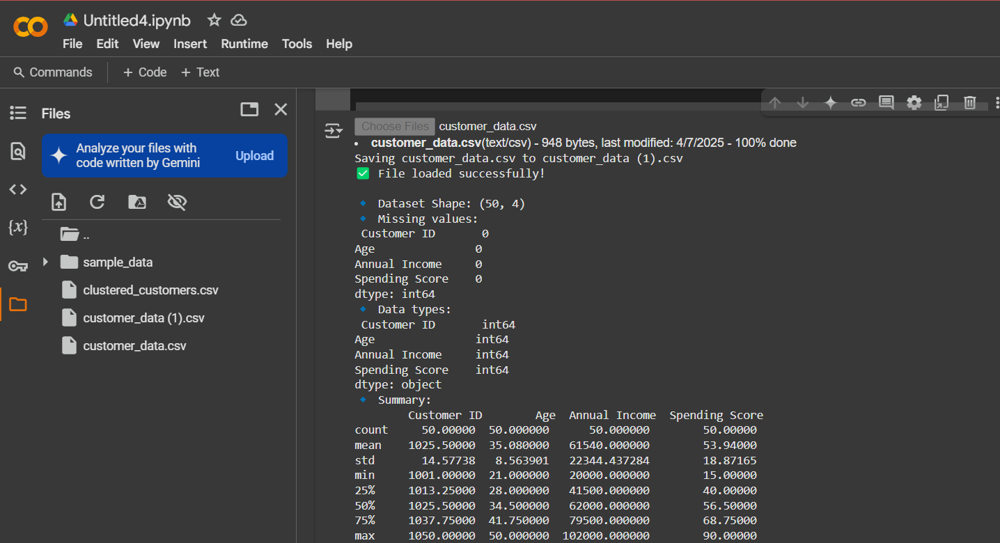 Untitled4.ipynb
File Edit View Insert Runtime Tools Help
Commands + Code + Text
Files
Analyze your files with
code written by Gemini
Upload
{x}
..
sample_data
clustered_customers.csv
customer_data (1).csv
customer_data.csv
Choose Files customer_data.csv
• customer_data.csv(text/csv) - 948 bytes, last modified: 4/7/2025 - 100% done
Saving customer_data.csv to customer_data (1).csv
✅ File loaded successfully!
🔹 Dataset Shape: (50, 4)
🔹 Missing values:
Customer ID 0
Age 0
Annual Income 0
Spending Score 0
dtype: int64
🔹 Data types:
Customer ID int64
Age int64
Annual Income int64
Spending Score int64
dtype: object
🔹 Summary:
Customer ID Age Annual Income Spending Score
count 50.00000 50.000000 50.000000 50.00000
mean 1025.50000 35.080000 61540.000000 53.94000
std 14.57738 8.563901 22344.437284 18.87165
min 1001.00000 21.000000 20000.000000 15.00000
25% 1013.25000 28.000000 41500.000000 40.00000
50% 1025.50000 34.500000 62000.000000 56.50000
75% 1037.75000 41.750000 79500.000000 68.75000
max 1050.00000 50.000000 102000.000000 90.00000